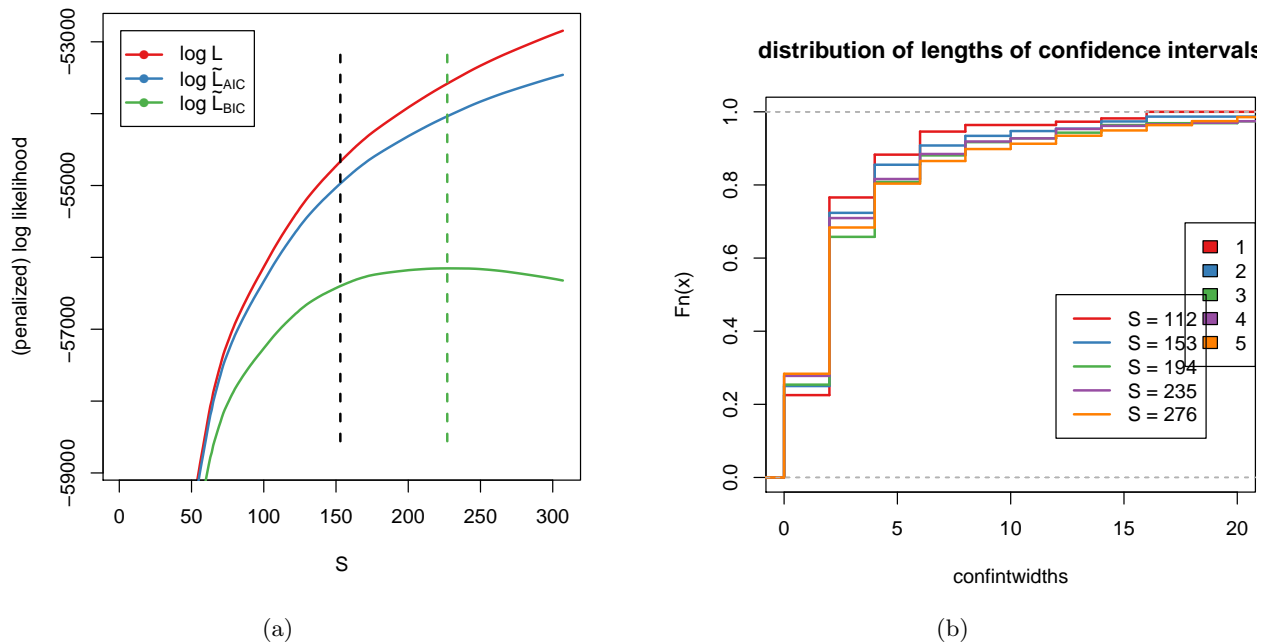 log L
log L̃AIC
log L̃BIC
(penalized) log likelihood
-53000
-55000
-57000
-59000
0 50 100 150 200 250 300
S
(a)
distribution of lengths of confidence intervals
Fn(x)
1.0
0.8
0.6
0.4
0.2
0.0
1
2
3
4
5
S = 112
S = 153
S = 194
S = 235
S = 276
0 5 10 15 20
confintwidths
(b)